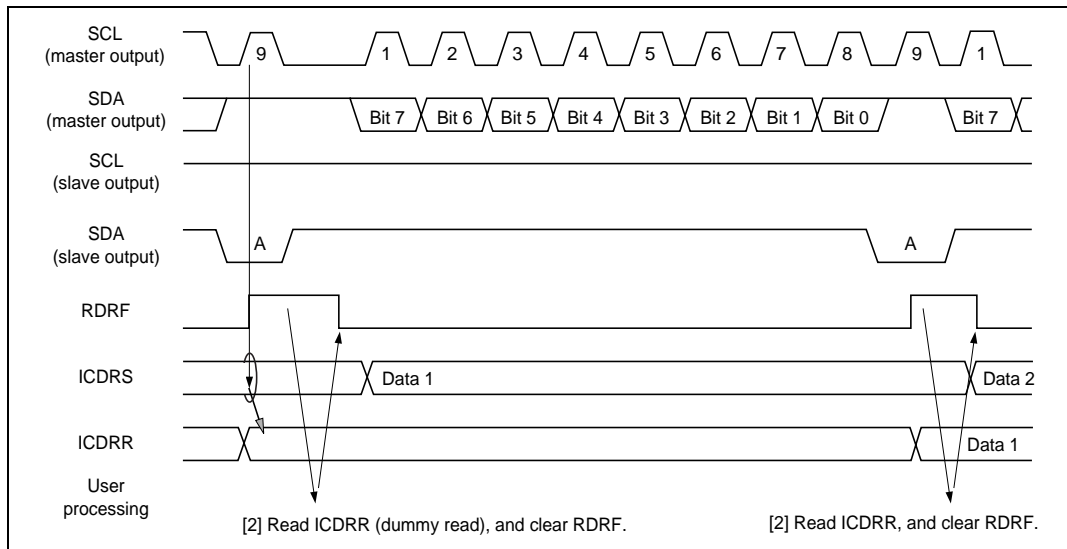 SCL
(master output)
9 1 2 3 4 5 6 7 8 9 1
SDA
(master output)
Bit 7 Bit 6 Bit 5 Bit 4 Bit 3 Bit 2 Bit 1 Bit 0 Bit 7
SCL
(slave output)
SDA
(slave output)
A A
RDRF
ICDRS
Data 1 Data 2
ICDRR
Data 1
User
processing
[2] Read ICDRR (dummy read), and clear RDRF. [2] Read ICDRR, and clear RDRF.